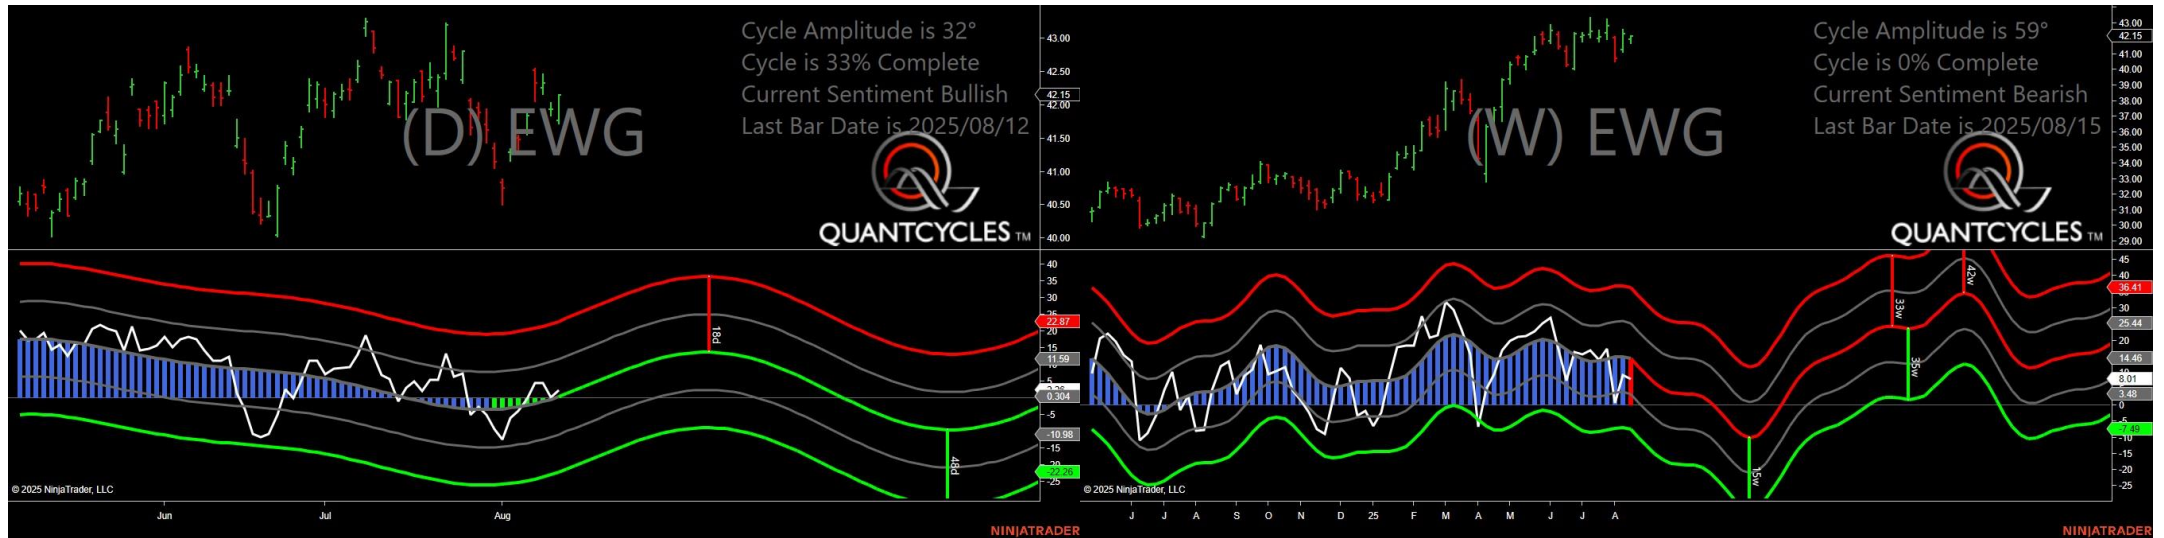 Cycle Amplitude is 32°
Cycle is 33% Complete
Current Sentiment Bullish
Last Bar Date is 2025/08/12
(D) EWG
QUANTCYCLES TM
43.00
42.50
42.15
42.00
41.50
41.00
40.50
40.00
40
35
30
22.87
20
15
11.59
0.304
-5
-10.98
-15
-22.26
-25
18d
48d
© 2025 NinjaTrader, LLC
Jun
Jul
Aug
NINJATRADER
Cycle Amplitude is 59°
Cycle is 0% Complete
Current Sentiment Bearish
Last Bar Date is 2025/08/15
(W) EWG
QUANTCYCLES TM
43.00
42.15
41.00
40.00
39.00
38.00
37.00
36.00
35.00
34.00
33.00
32.00
31.00
30.00
29.00
45
40
36.41
25.44
20
14.46
8.01
3.48
0
-7.49
-10
-15
-20
-25
33w
42w
35w
15w
© 2025 NinjaTrader, LLC
J J A S O N D 25 F M A M J J A
NINJATRADER